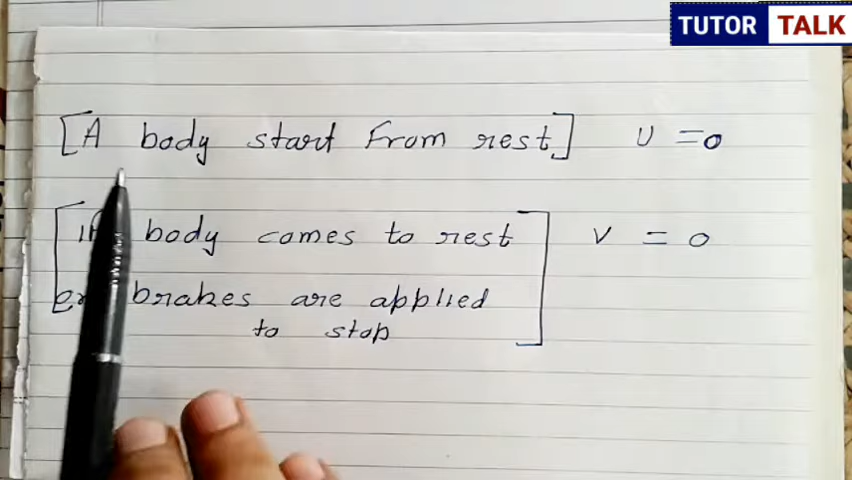 TUTOR TALK
[A body start From rest] U = 0
body comes to rest V = 0
brakes are applied
to stop